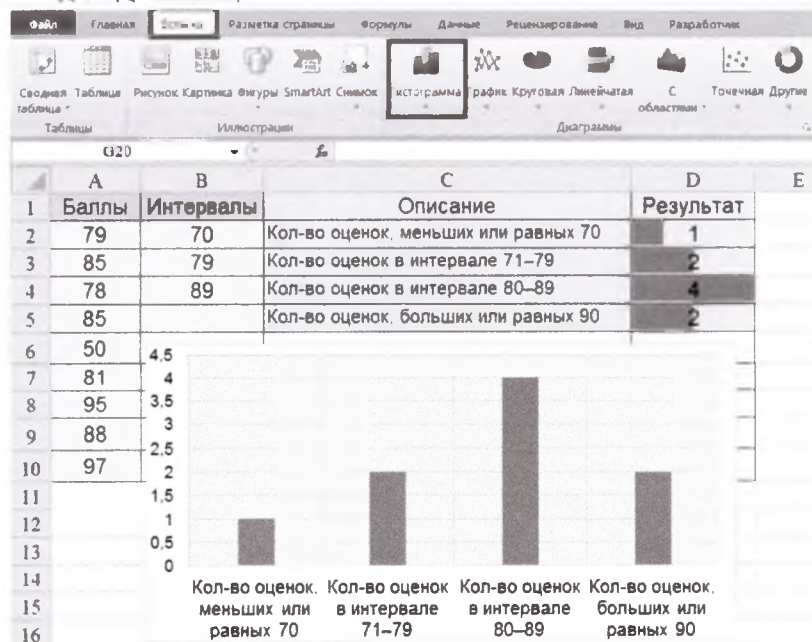 Файл Главная Вставка Разметка страницы Формулы Данные Рецензирование Вид Разработчик
Сводная таблица Таблица Рисунок Картинка Фигуры SmartArt Снимок Гистограмма График Круговая Линейчатая С областями Точечная Другие
Таблицы Иллюстрации Диаграммы
G20 fx
A B C D E
1 Баллы Интервалы Описание Результат
2 79 70 Кол-во оценок, меньших или равных 70 1
3 85 79 Кол-во оценок в интервале 71–79 2
4 78 89 Кол-во оценок в интервале 80–89 4
5 85 Кол-во оценок, больших или равных 90 2
6 50
7 81
8 95
9 88
10 97
11
12
13
14
15
16
4,5
4
3,5
3
2,5
2
1,5
1
0,5
0
Кол-во оценок, меньших или равных 70
Кол-во оценок в интервале 71–79
Кол-во оценок в интервале 80–89
Кол-во оценок, больших или равных 90